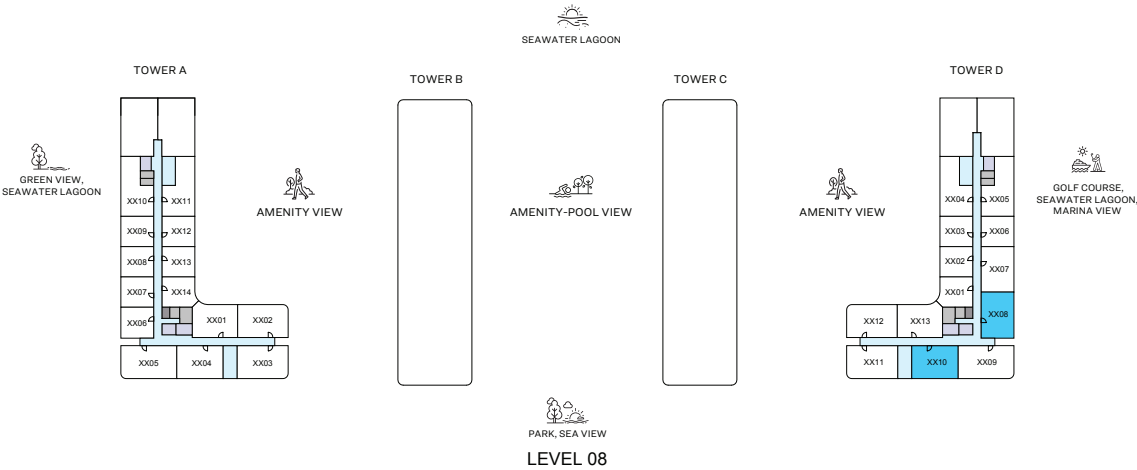 SEAWATER LAGOON
TOWER A
TOWER B
TOWER C
TOWER D
GREEN VIEW,
SEAWATER LAGOON
AMENITY VIEW
AMENITY-POOL VIEW
AMENITY VIEW
GOLF COURSE,
SEAWATER LAGOON,
MARINA VIEW
XX10 XX11
XX09 XX12
XX08 XX13
XX07 XX14
XX06 XX01 XX02
XX05 XX04 XX03
XX04 XX05
XX03 XX06
XX02 XX07
XX01
XX08
XX12 XX13
XX11 XX10 XX09
PARK, SEA VIEW
LEVEL 08